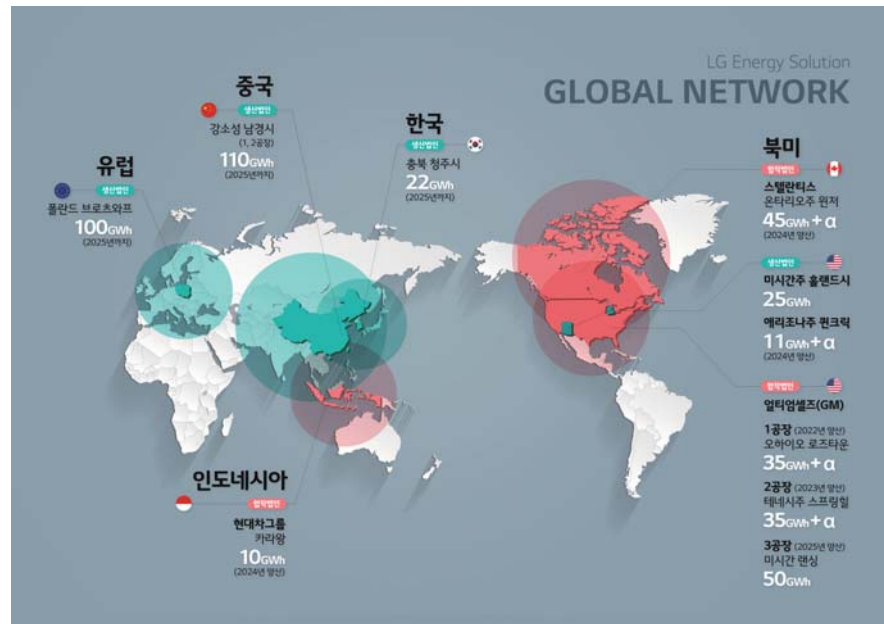 LG Energy Solution
GLOBAL NETWORK
중국
생산법인
강소성 남경시
(1, 2공장)
110GWh
(2025년까지)
한국
생산법인
충북 청주시
22GWh
(2025년까지)
유럽
생산법인
폴란드 브로츠와프
100GWh
(2025년까지)
인도네시아
합작법인
현대차그룹
카라왕
10GWh
(2024년 양산)
북미
합작법인
스텔란티스
온타리오주 윈저
45GWh+α
(2024년 양산)
생산법인
미시간주 홀랜드시
25GWh
애리조나주 퀸크릭
11GWh+α
(2024년 양산)
합작법인
얼티엄셀즈(GM)
1공장 (2022년 양산)
오하이오 로즈타운
35GWh+α
2공장 (2023년 양산)
테네시주 스프링힐
35GWh+α
3공장 (2025년 양산)
미시간 랜싱
50GWh